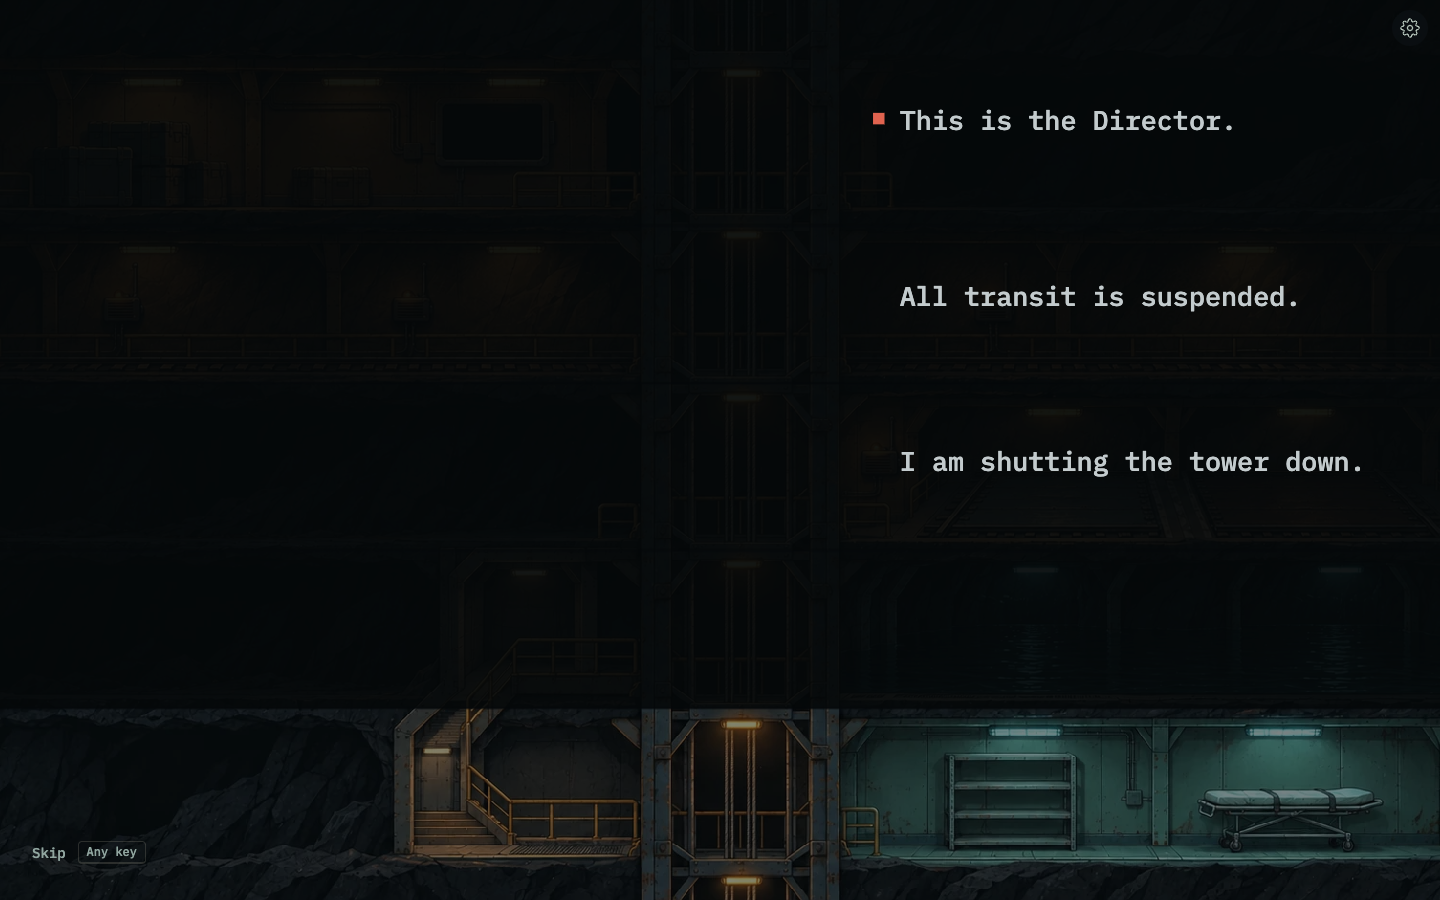 This is the Director.
All transit is suspended.
I am shutting the tower down.
Skip Any key